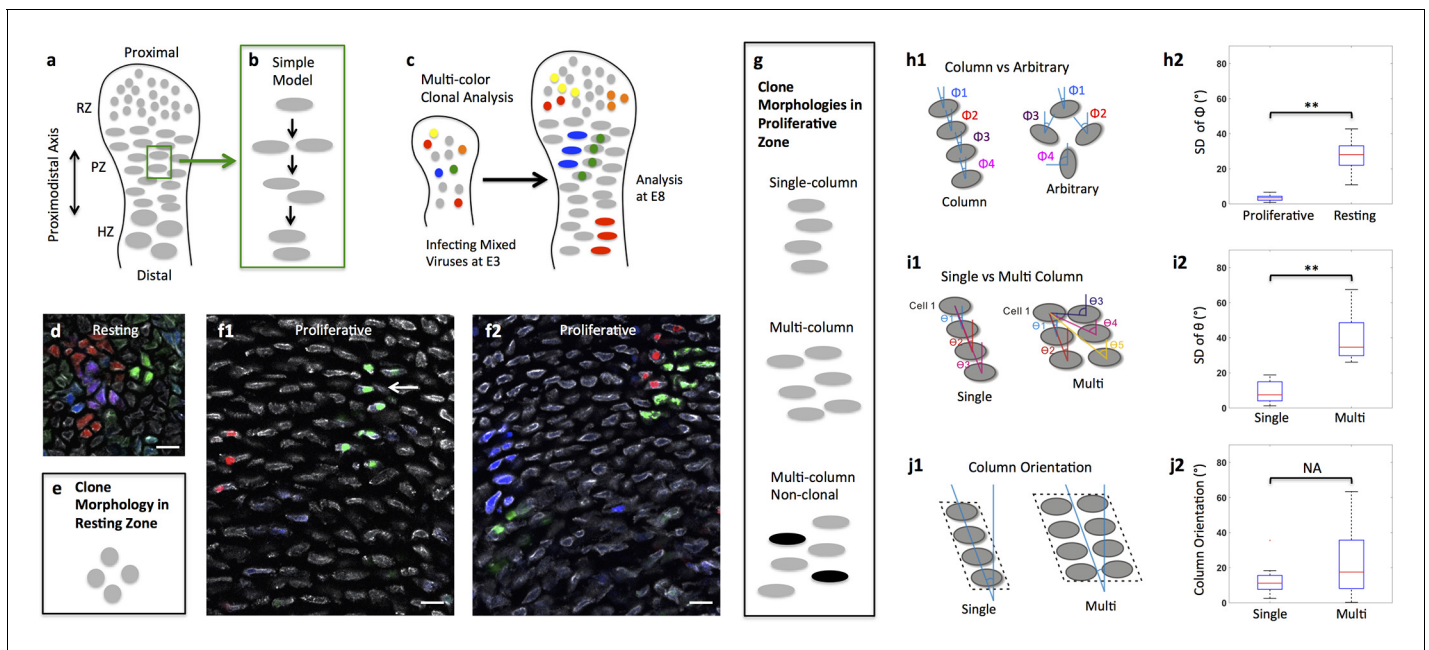 a
Proximal
RZ
PZ
HZ
Proximodistal Axis
Distal
b
Simple
Model
c
Multi-color
Clonal Analysis
Infecting Mixed
Viruses at E3
Analysis
at E8
d
Resting
e
Clone
Morphology in
Resting Zone
f1
Proliferative
f2
Proliferative
g
Clone
Morphologies in
Proliferative
Zone
Single-column
Multi-column
Multi-column
Non-clonal
h1
Column vs Arbitrary
Φ1
Φ2
Φ3
Φ4
Column
Φ1
Φ3
Φ2
Φ4
Arbitrary
h2
SD of Φ (°)
80
60
40
20
0
**
Proliferative
Resting
i1
Single vs Multi Column
Cell 1
Θ1
Θ2
Θ3
Single
Cell 1
Θ3
Θ1
Θ4
Θ2
Θ5
Multi
i2
SD of θ (°)
80
60
40
20
0
**
Single
Multi
j1
Column Orientation
Single
Multi
j2
Column Orientation (°)
80
60
40
20
0
NA
Single
Multi